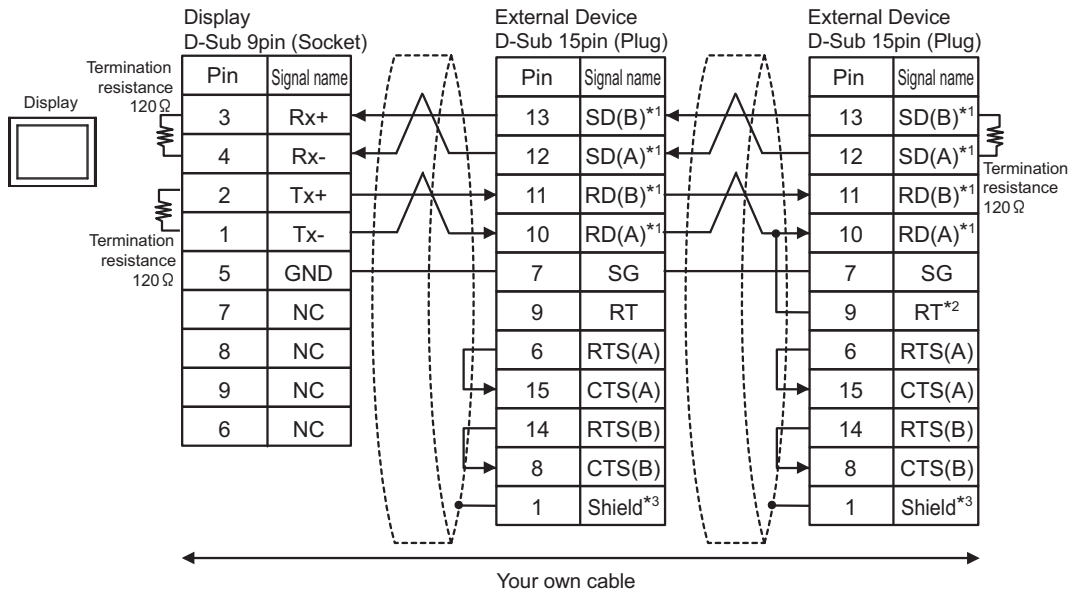 Display
D-Sub 9pin (Socket)
External Device
D-Sub 15pin (Plug)
External Device
D-Sub 15pin (Plug)
Display
Termination
resistance
120Ω
Termination
resistance
120Ω
Pin Signal name
3 Rx+
4 Rx-
2 Tx+
1 Tx-
5 GND
7 NC
8 NC
9 NC
6 NC
Pin Signal name
13 SD(B)*1
12 SD(A)*1
11 RD(B)*1
10 RD(A)*1
7 SG
9 RT
6 RTS(A)
15 CTS(A)
14 RTS(B)
8 CTS(B)
1 Shield*3
Pin Signal name
13 SD(B)*1
12 SD(A)*1
11 RD(B)*1
10 RD(A)*1
7 SG
9 RT*2
6 RTS(A)
15 CTS(A)
14 RTS(B)
8 CTS(B)
1 Shield*3
Termination
resistance
120Ω
Your own cable